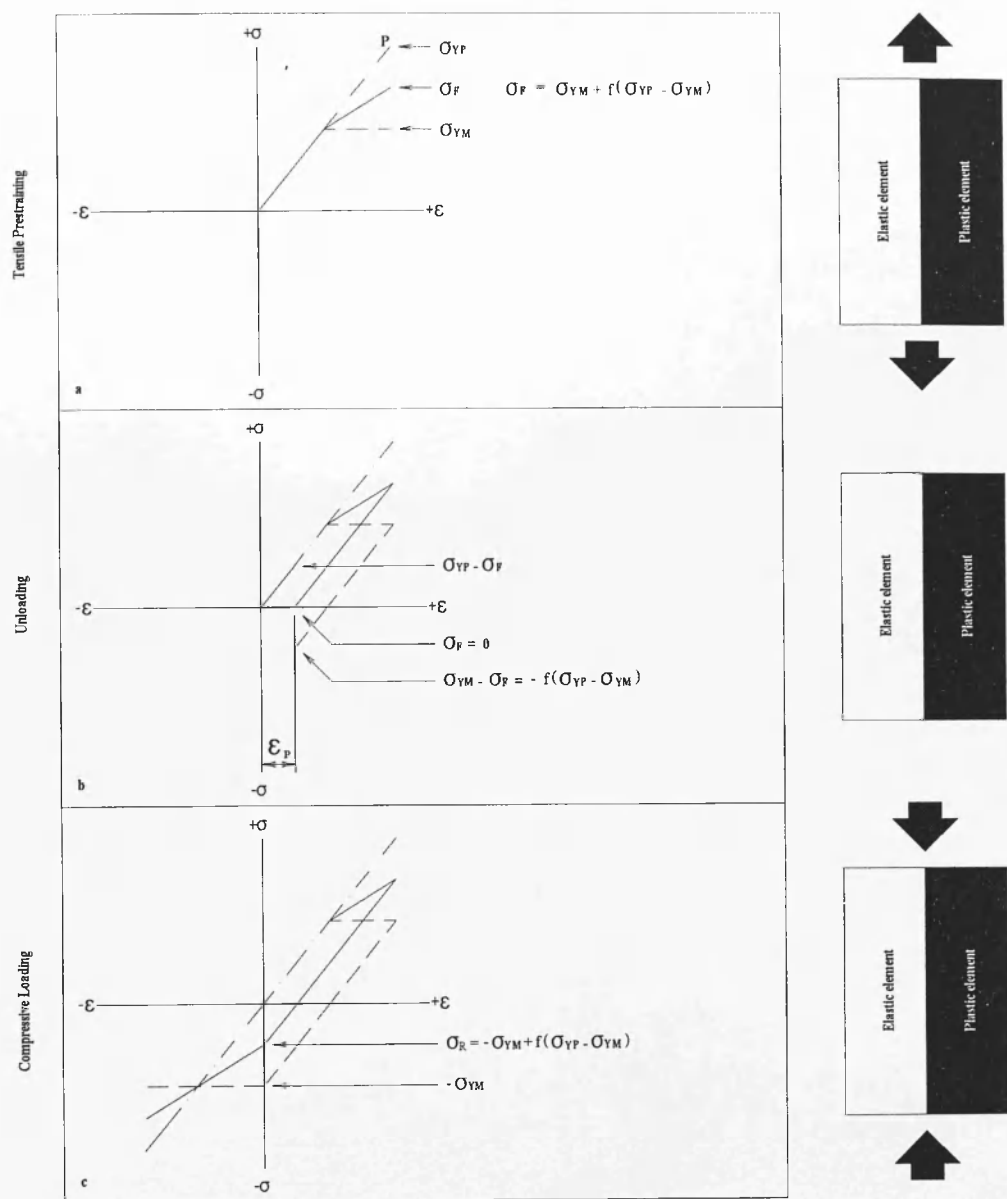 Tensile Prestraining
+σ
P
σYP
σF
σF = σYM + f(σYP - σYM)
σYM
-ε
+ε
a
-σ
Elastic element
Plastic element
Unloading
+σ
σYP - σF
-ε
+ε
σF = 0
σYM - σF = - f(σYP - σYM)
εP
b
-σ
Elastic element
Plastic element
Compressive Loading
+σ
-ε
+ε
σR = -σYM + f(σYP - σYM)
-σYM
c
-σ
Elastic element
Plastic element